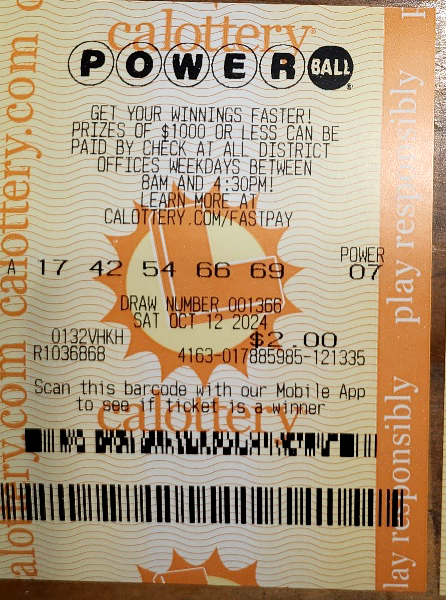 calottery
POWER BALL
GET YOUR WINNINGS FASTER!
PRIZES OF $1000 OR LESS CAN BE
PAID BY CHECK AT ALL DISTRICT
OFFICES WEEKDAYS BETWEEN
8AM AND 4:30PM!
LEARN MORE AT
CALOTTERY.COM/FASTPAY
POWER
A 17 42 54 66 69 07
DRAW NUMBER 001366
SAT OCT 12 2024
0132VHKH $2.00
R1036868 4163-017885985-121335
Scan this barcode with our Mobile App
to see if ticket is a winner
calottery
calottery.com calottery.com
play responsibly play responsibly